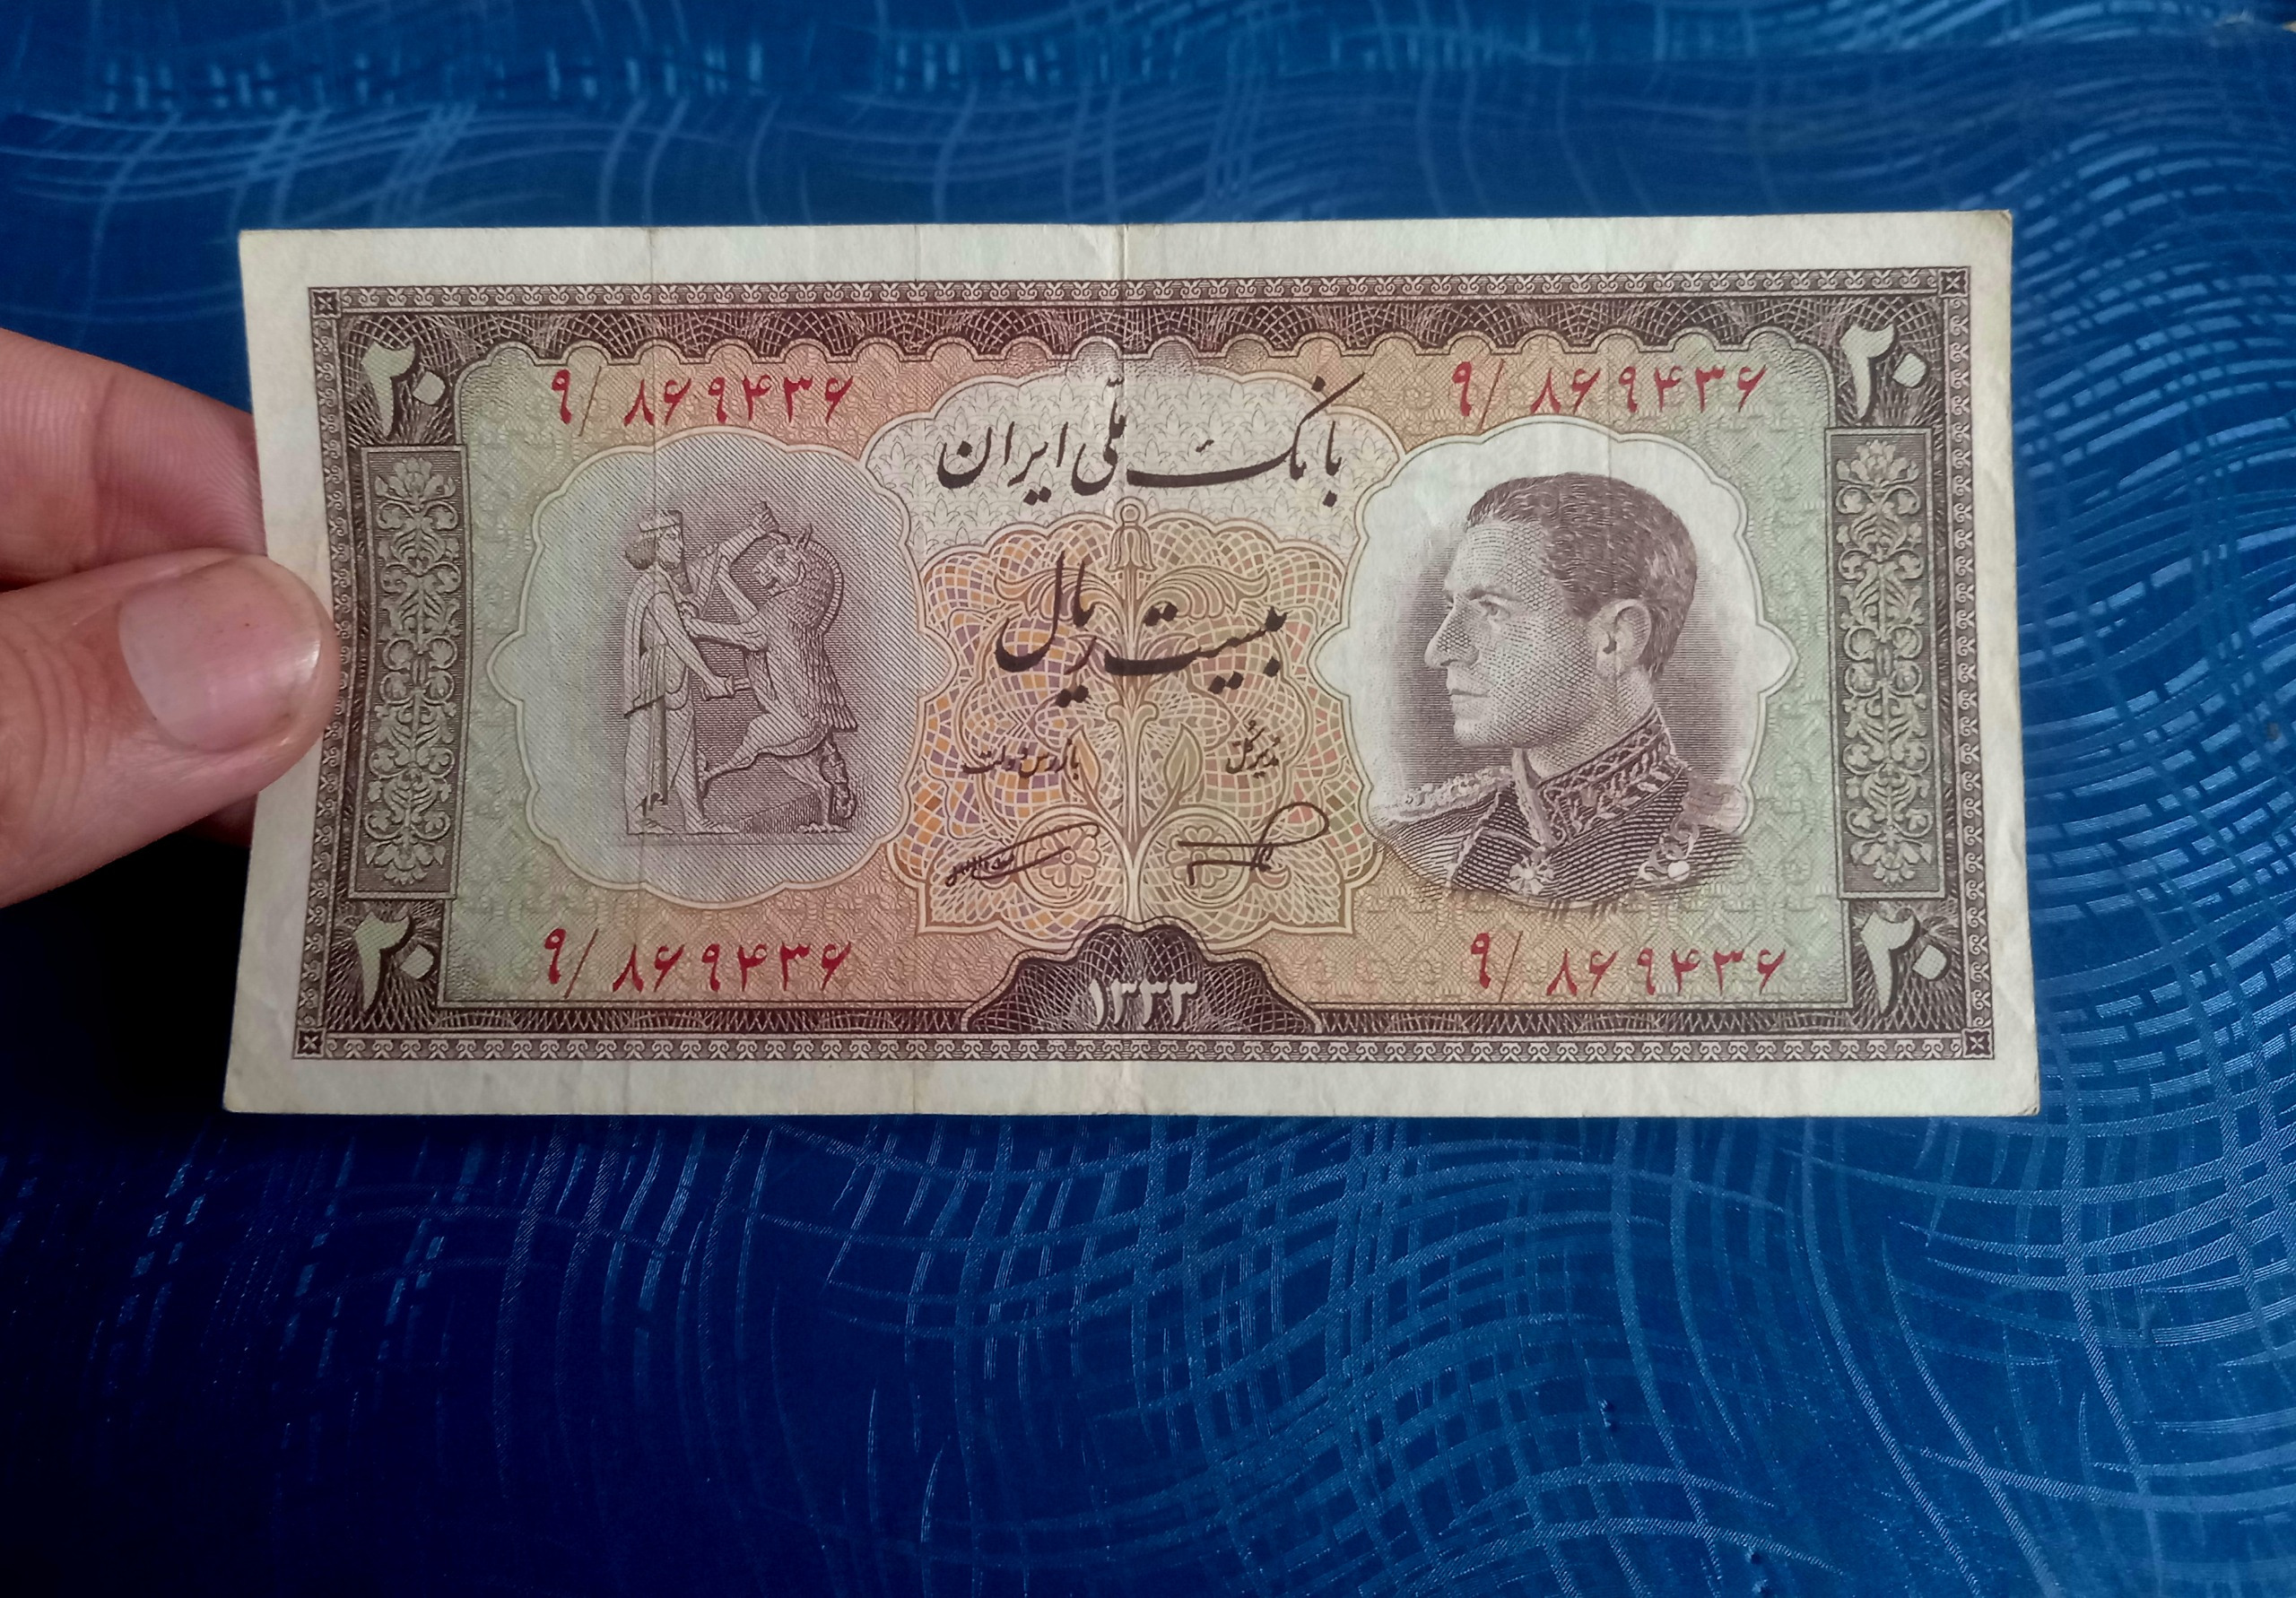 ۲۰ ۲۰
۹/ ۸۶۹۴۳۶ ۹/ ۸۶۹۴۳۶
بانک ملّی ایران
بیست ریال
مدیر کل بازرس دولت
۹/ ۸۶۹۴۳۶ ۹/ ۸۶۹۴۳۶
۲۰ ۲۰
۱۳۳۳